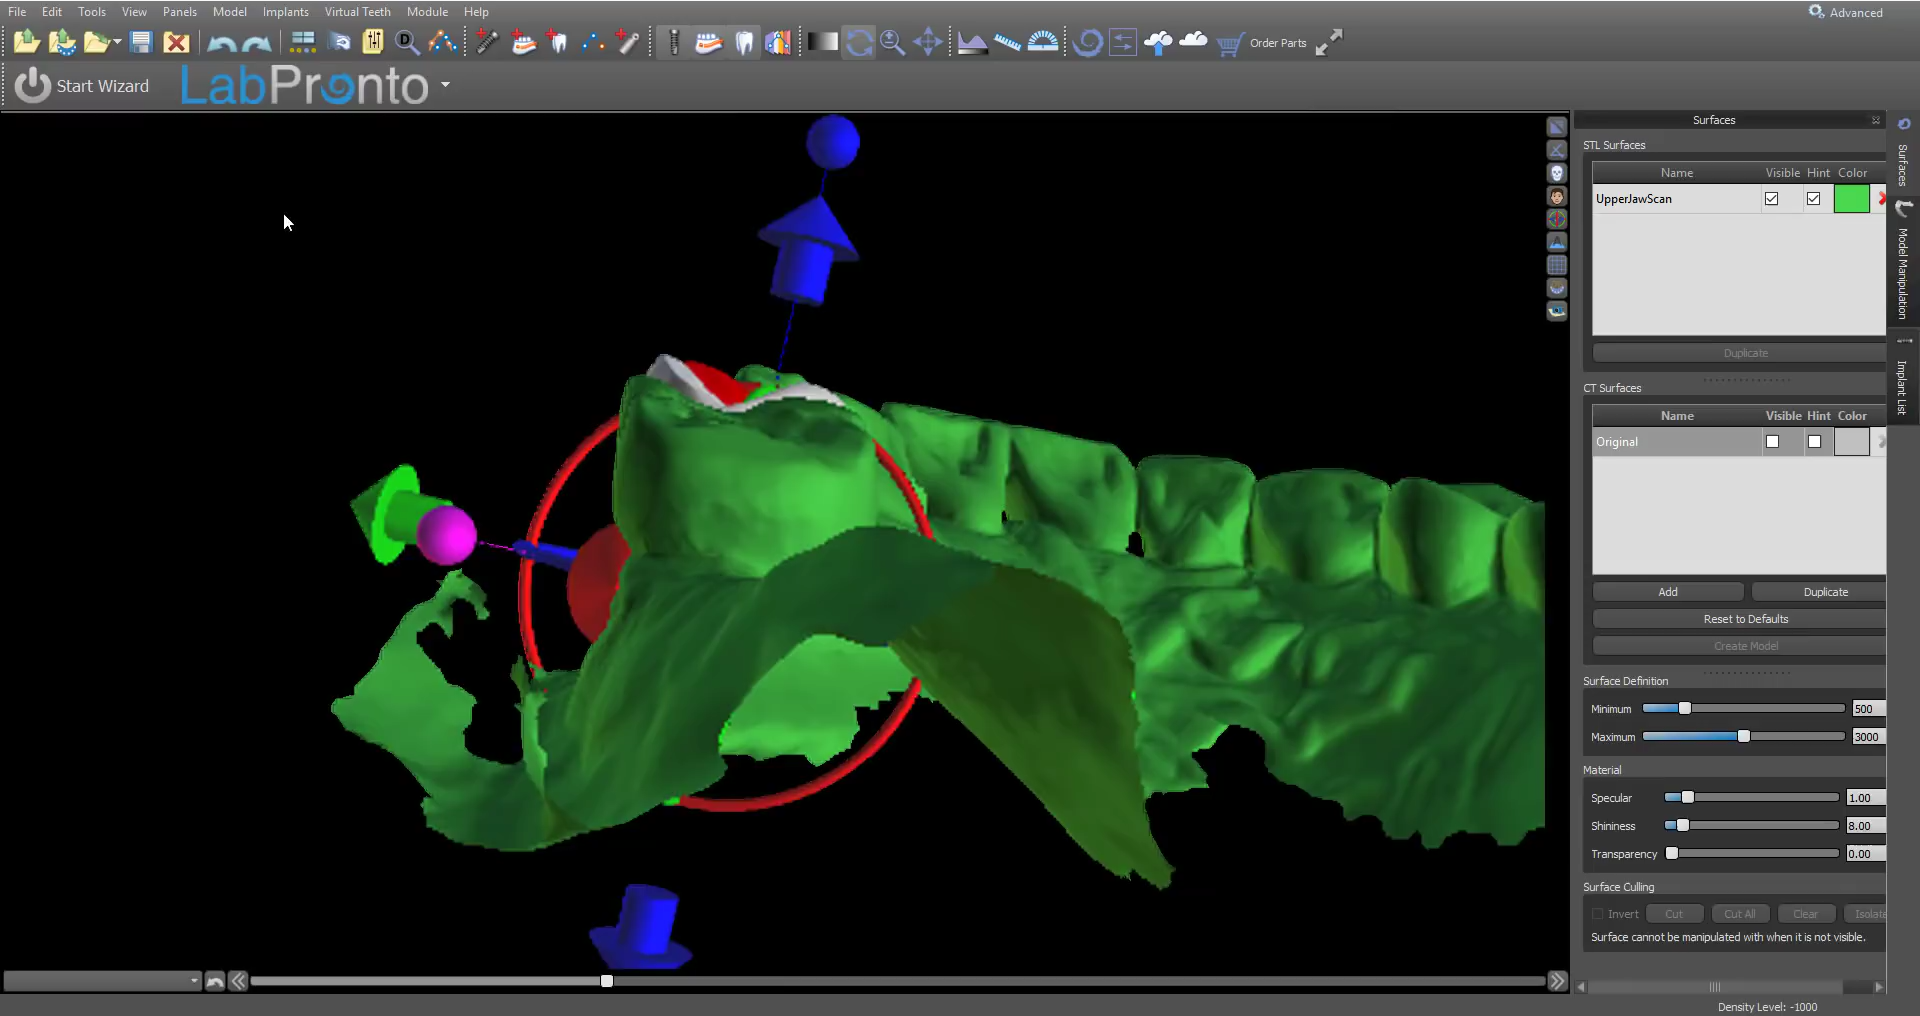 File Edit Tools View Panels Model Implants Virtual Teeth Module Help
Advanced
D
Order Parts
Start Wizard LabPronto
Surfaces
STL Surfaces
Name Visible Hint Color
UpperJawScan
Duplicate
CT Surfaces
Name Visible Hint Color
Original
Add Duplicate
Reset to Defaults
Create Model
Surface Definition
Minimum 500
Maximum 3000
Material
Specular 1.00
Shininess 8.00
Transparency 0.00
Surface Culling
Invert Cut Cut All Clear Isolate
Surface cannot be manipulated with when it is not visible.
Surfaces
Model Manipulation
Implant List
Density Level: -1000